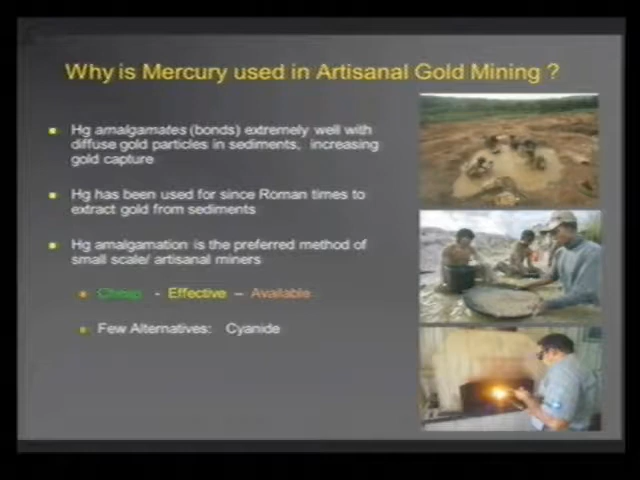 Why is Mercury used in Artisanal Gold Mining ?
Hg amalgamates (bonds) extremely well with
diffuse gold particles in sediments, increasing
gold capture
Hg has been used for since Roman times to
extract gold from sediments
Hg amalgamation is the preferred method of
small scale/ artisanal miners
Cheap - Effective – Available
Few Alternatives: Cyanide